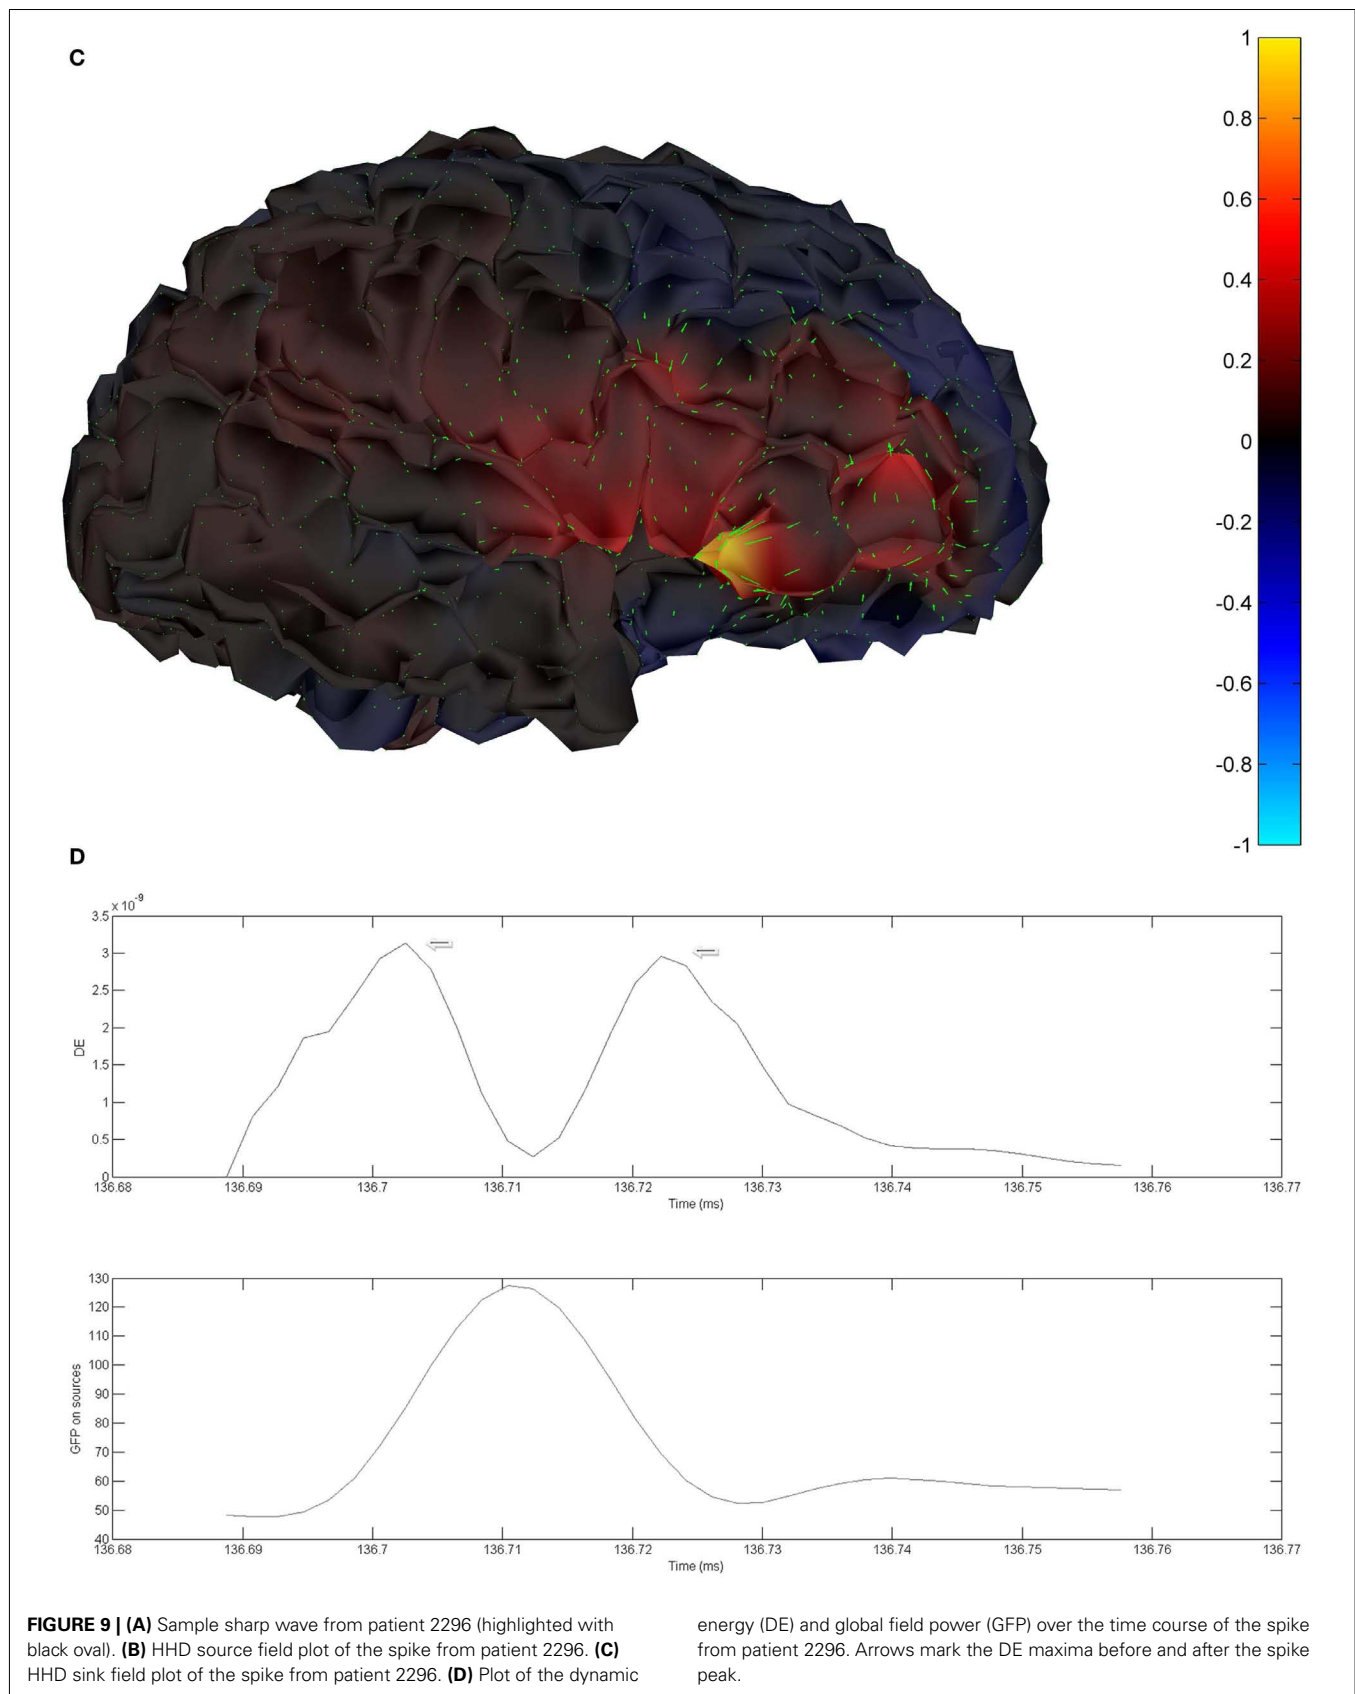 C
1
0.8
0.6
0.4
0.2
0
-0.2
-0.4
-0.6
-0.8
-1
D
x 10-9
3.5
3
2.5
2
1.5
1
0.5
0
DE
136.68 136.69 136.7 136.71 136.72 136.73 136.74 136.75 136.76 136.77
Time (ms)
130
120
110
100
90
80
70
60
50
40
GFP on sources
136.68 136.69 136.7 136.71 136.72 136.73 136.74 136.75 136.76 136.77
Time (ms)
FIGURE 9 | (A) Sample sharp wave from patient 2296 (highlighted with
black oval). (B) HHD source field plot of the spike from patient 2296. (C)
HHD sink field plot of the spike from patient 2296. (D) Plot of the dynamic
energy (DE) and global field power (GFP) over the time course of the spike
from patient 2296. Arrows mark the DE maxima before and after the spike
peak.